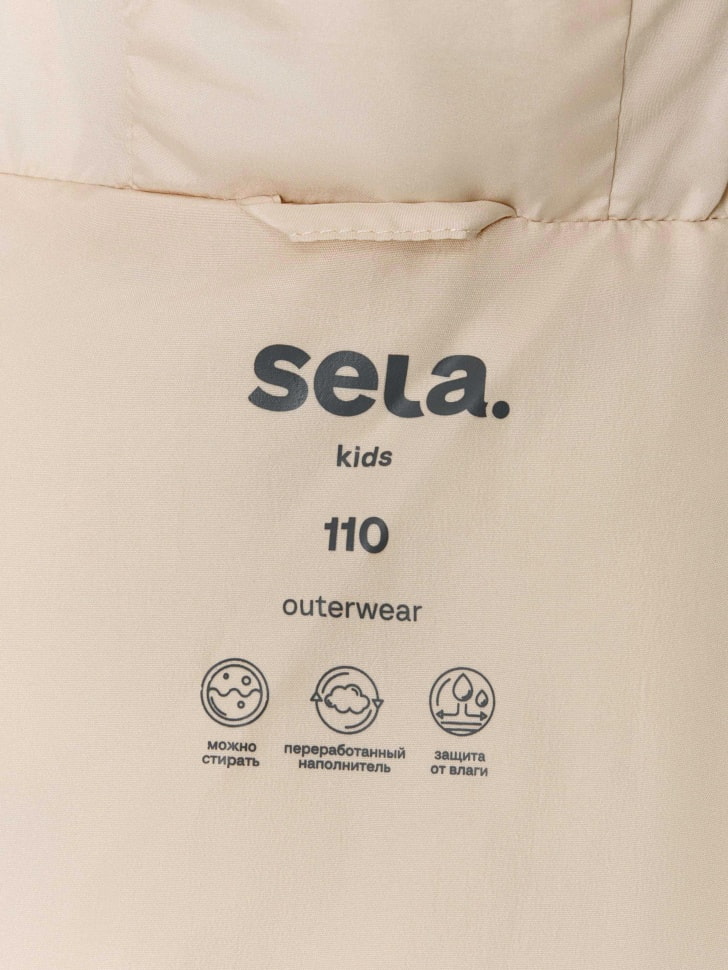 sela.
kids
110
outerwear
можно
стирать
переработанный
наполнитель
защита
от влаги